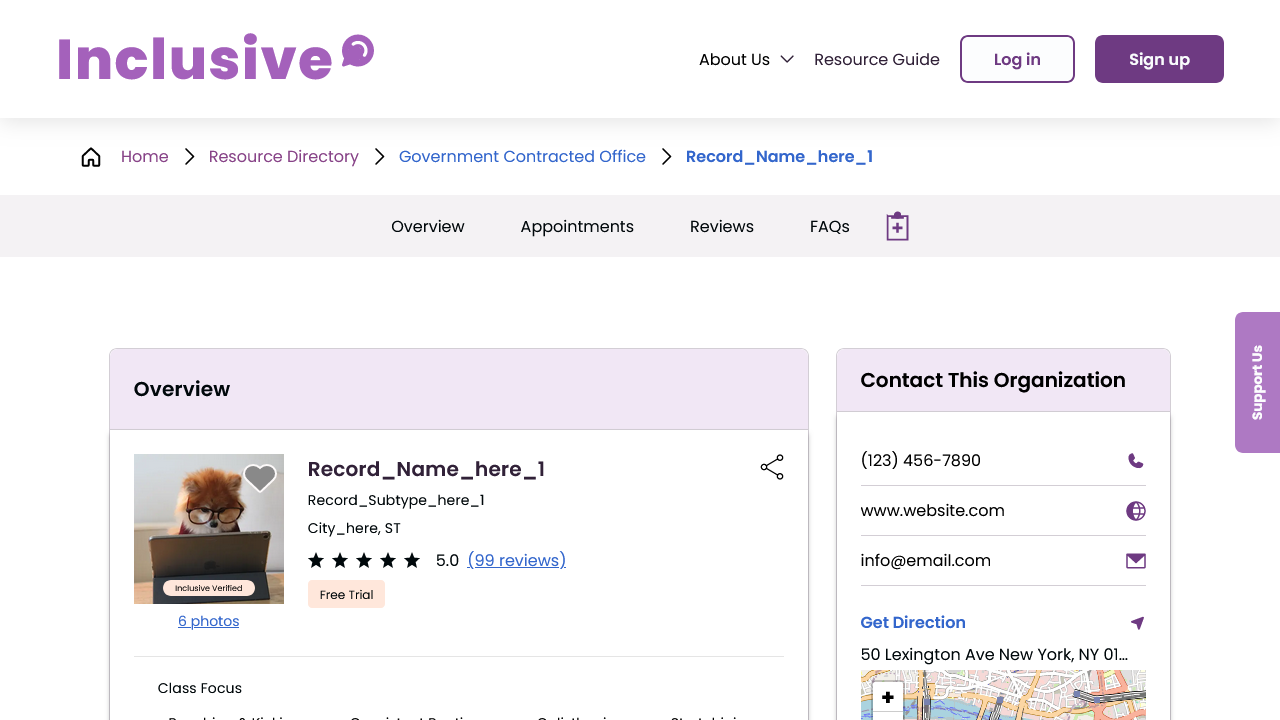 Inclusive
About Us
Resource Guide
Log in
Sign up
Home
Resource Directory
Government Contracted Office
Record_Name_here_1
Overview
Appointments
Reviews
FAQs
Support Us
Overview
Inclusive Verified
6 photos
Record_Name_here_1
Record_Subtype_here_1
City_here, ST
5.0 (99 reviews)
Free Trial
Class Focus
Contact This Organization
(123) 456-7890
www.website.com
info@email.com
Get Direction
50 Lexington Ave New York, NY 01...
+